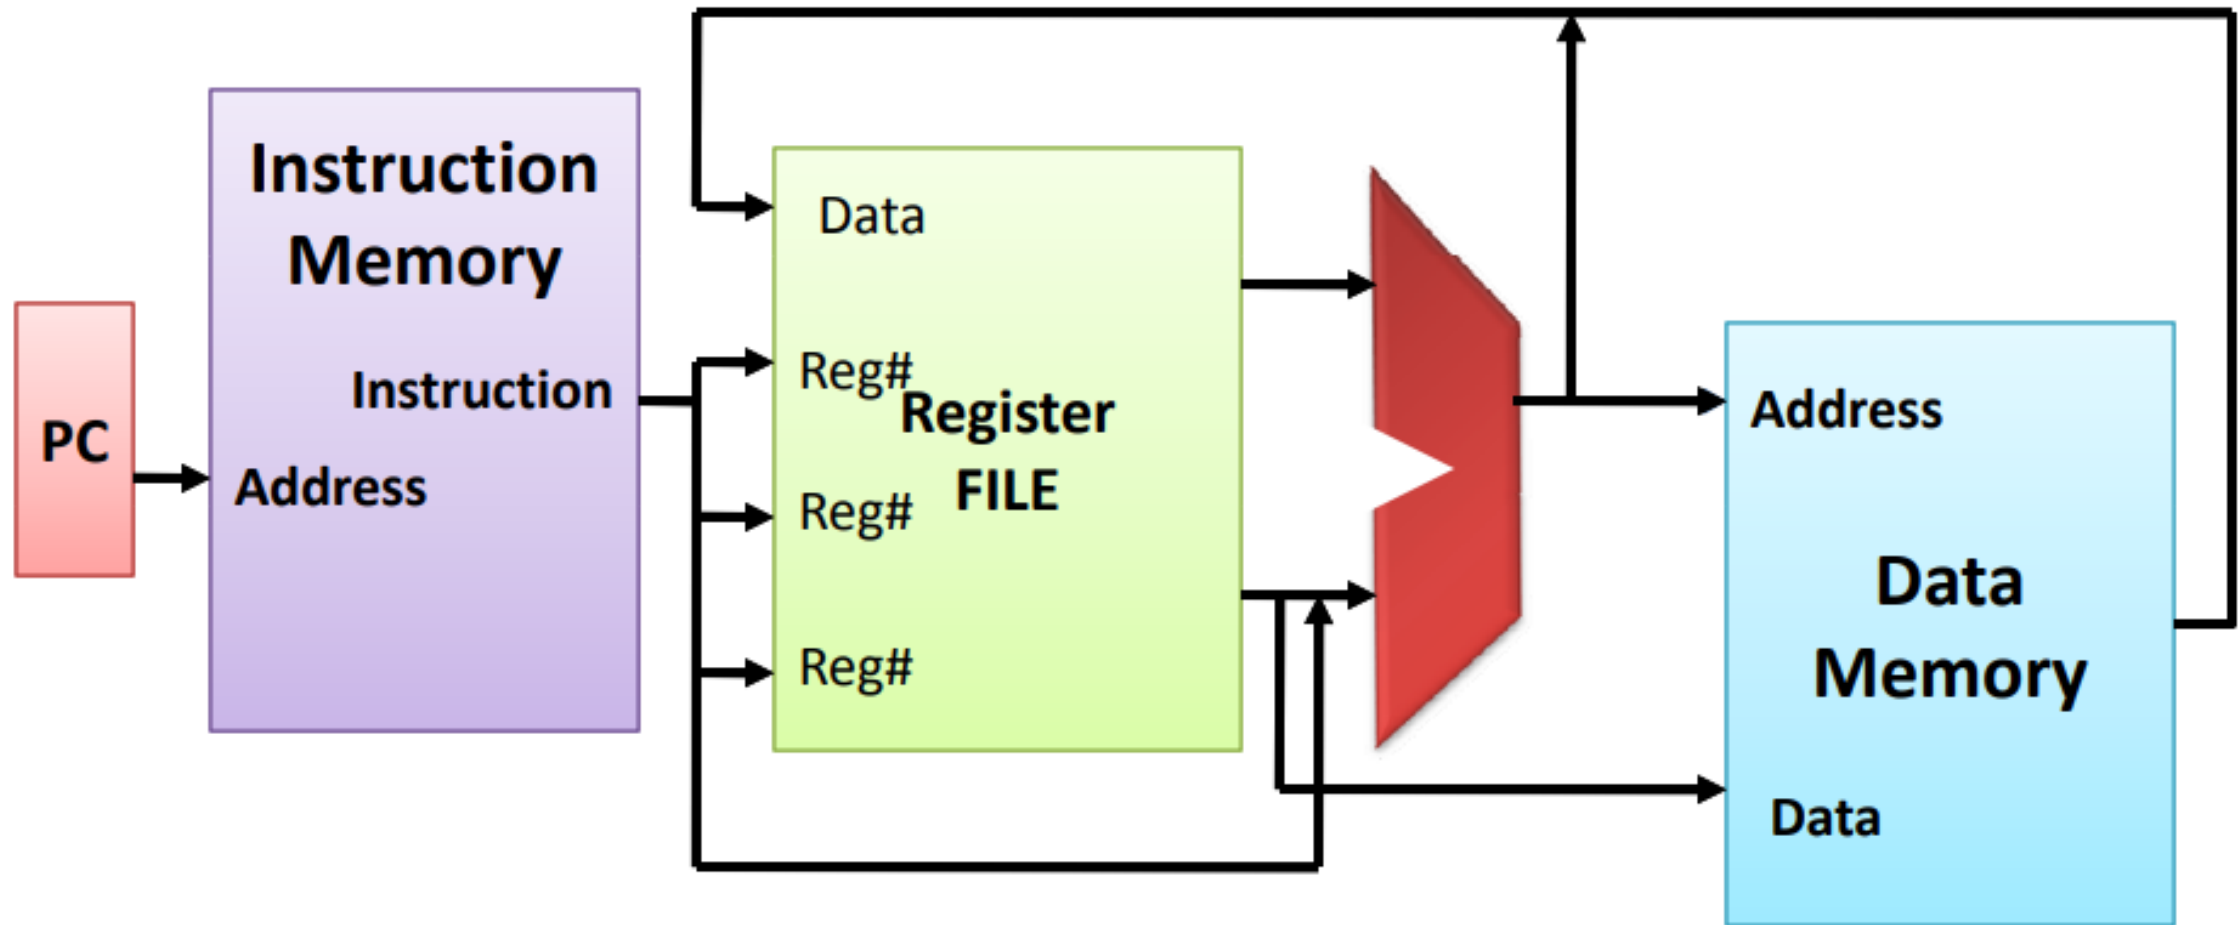 PC
Instruction
Memory
Instruction
Address
Data
Reg#
Register
FILE
Reg#
Reg#
Address
Data
Memory
Data